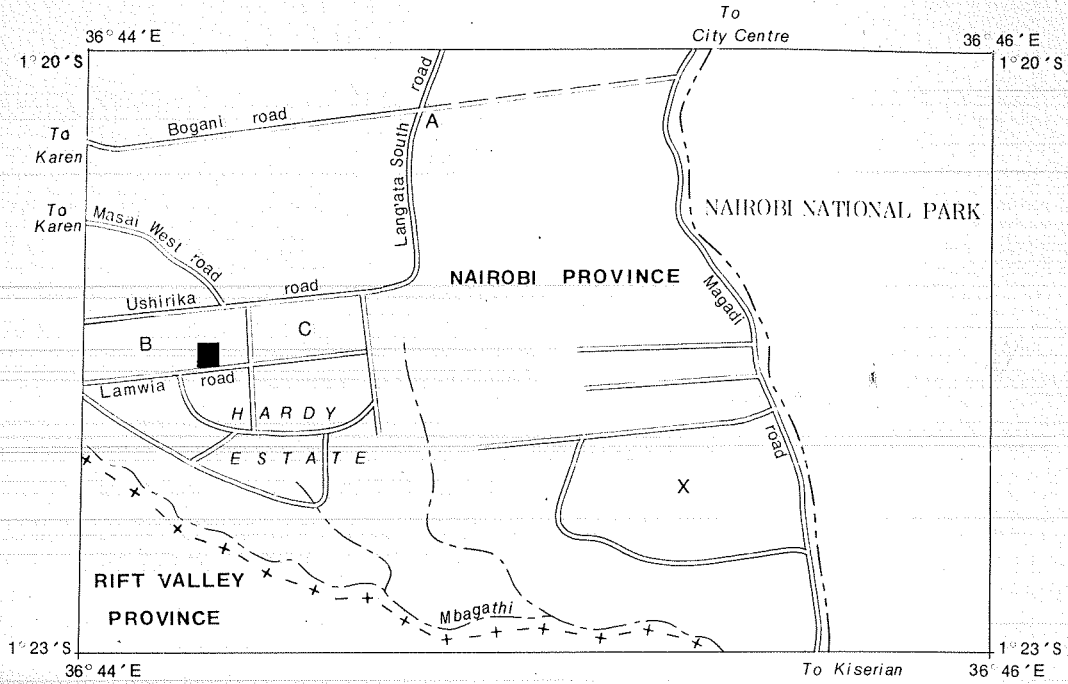 To
City Centre
36° 44´E
36° 46´E
1°20´S
1°20´S
Bogani road
Lang'ata South road
A
To
Karen
To
Karen
Masai West road
NAIROBI NATIONAL PARK
NAIROBI PROVINCE
Magadi road
Ushirika road
B
C
Lamwia road
HARDY
ESTATE
X
RIFT VALLEY
PROVINCE
Mbagathi
1°23´S
1°23´S
36° 44´E
To Kiserian
36° 46´E